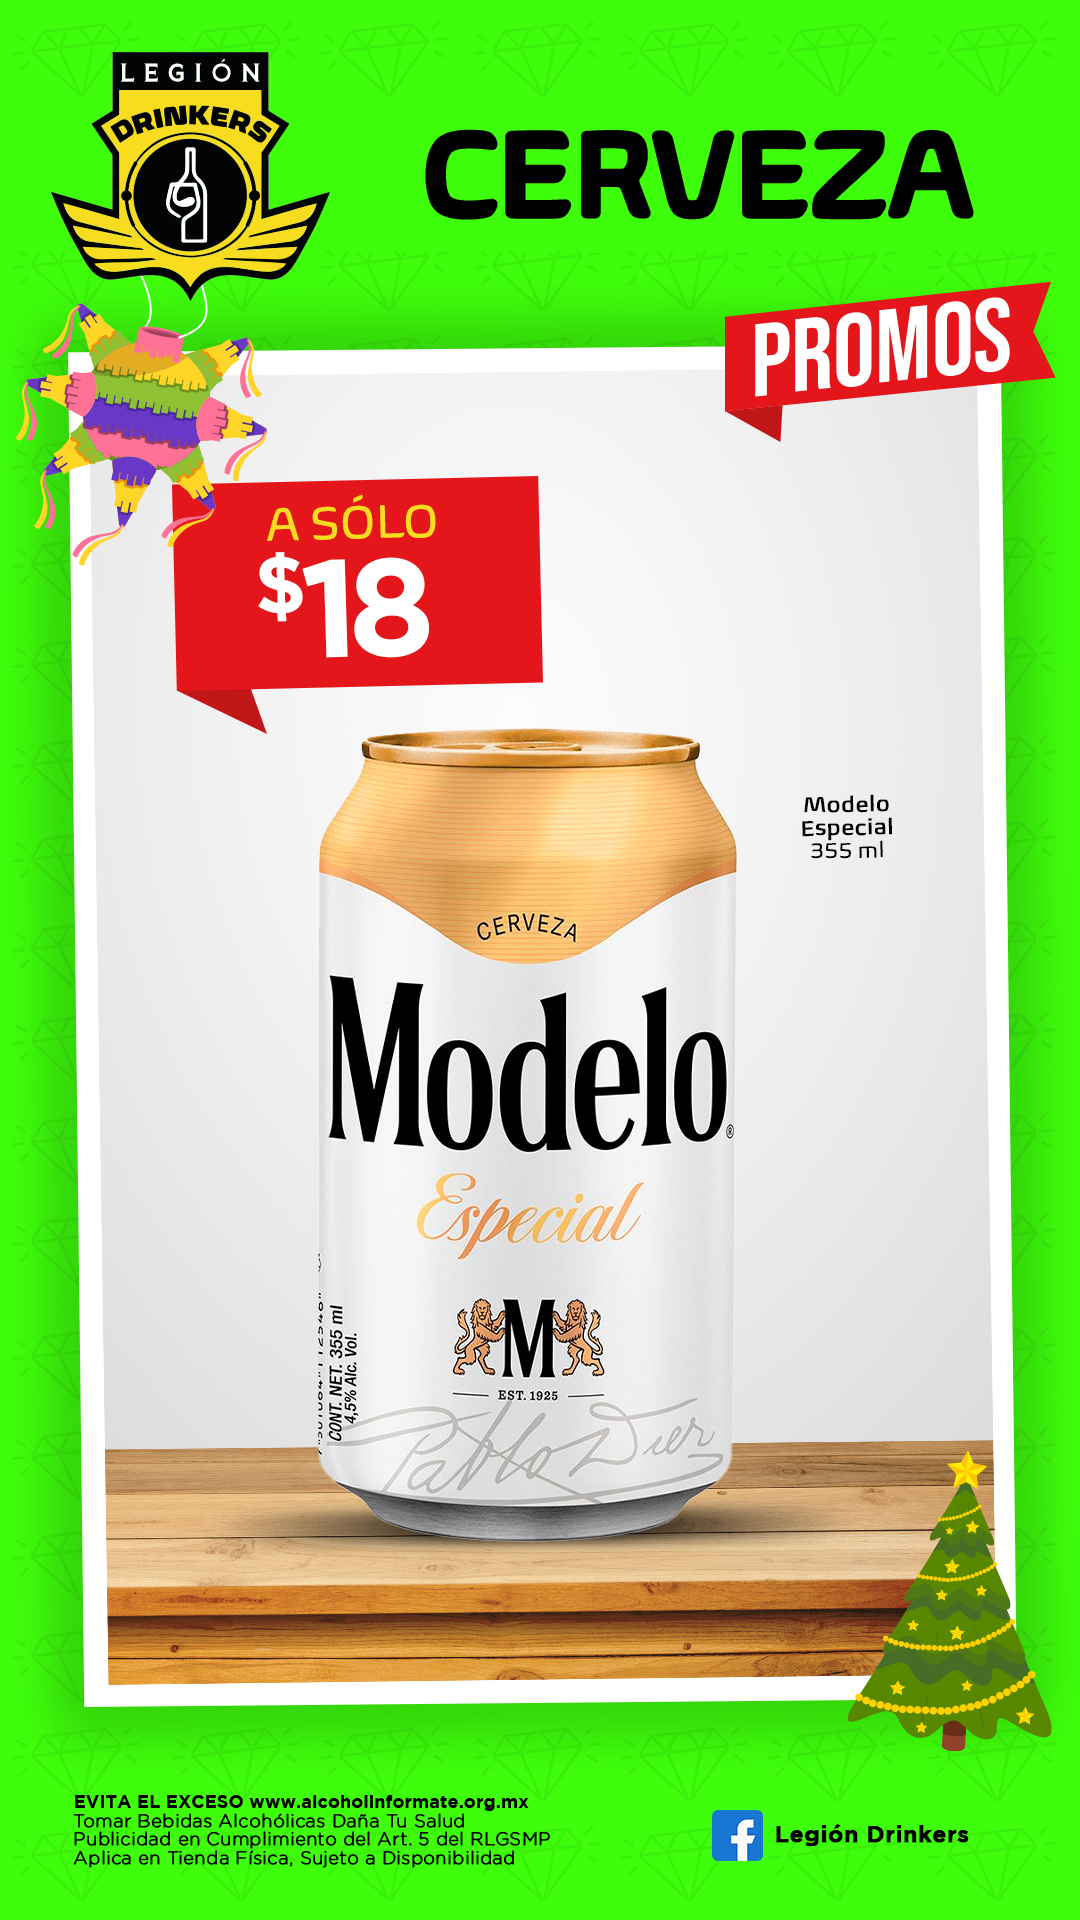 LEGIÓN
DRINKERS
CERVEZA
PROMOS
A SÓLO
$18
Modelo
Especial
355 ml
CERVEZA
Modelo®
Especial
M
EST. 1925
CONT. NET. 355 ml
4,5% Alc. Vol.
Pablo Diez
EVITA EL EXCESO www.alcoholinformate.org.mx
Tomar Bebidas Alcohólicas Daña Tu Salud
Publicidad en Cumplimiento del Art. 5 del RLGSMP
Aplica en Tienda Física, Sujeto a Disponibilidad
f
Legión Drinkers